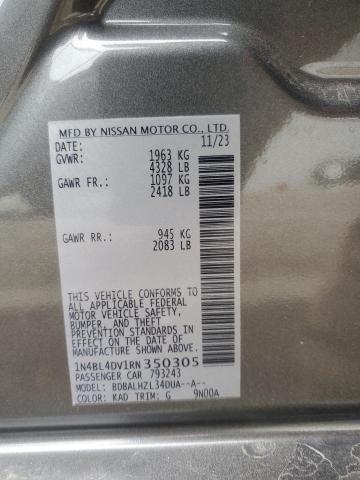 MFD BY NISSAN MOTOR CO., LTD.
DATE: 11/23
GVWR: 1963 KG
4328 LB
GAWR FR.: 1097 KG
2418 LB
GAWR RR.: 945 KG
2083 LB
THIS VEHICLE CONFORMS TO
ALL APPLICABLE FEDERAL
MOTOR VEHICLE SAFETY,
BUMPER, AND THEFT
PREVENTION STANDARDS
IN EFFECT ON THE DATE
OF MANUFACTURE SHOWN
ABOVE.
1N4BL4DV1RN350305
PASSENGER CAR 793243
MODEL: BDBALHZL34DUA--A--
COLOR: KAD TRIM: G 9N00A